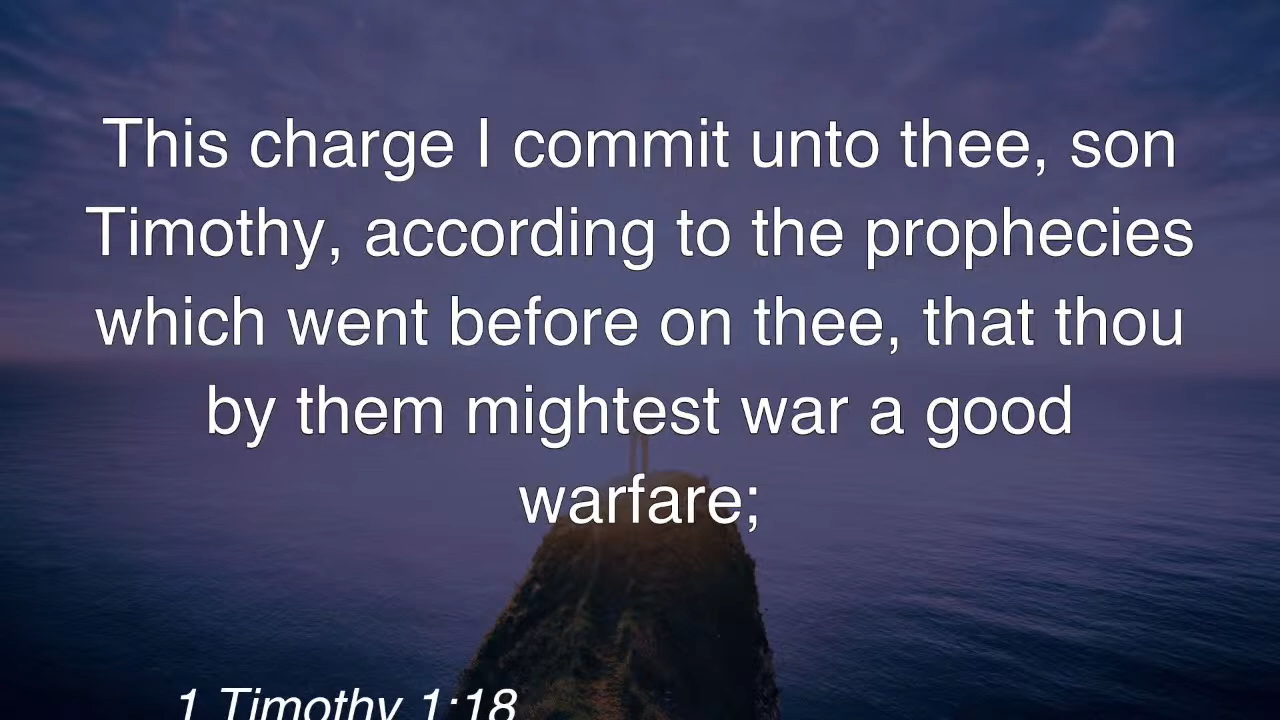 This charge I commit unto thee, son
Timothy, according to the prophecies
which went before on thee, that thou
by them mightest war a good
warfare;
1 Timothy 1:18